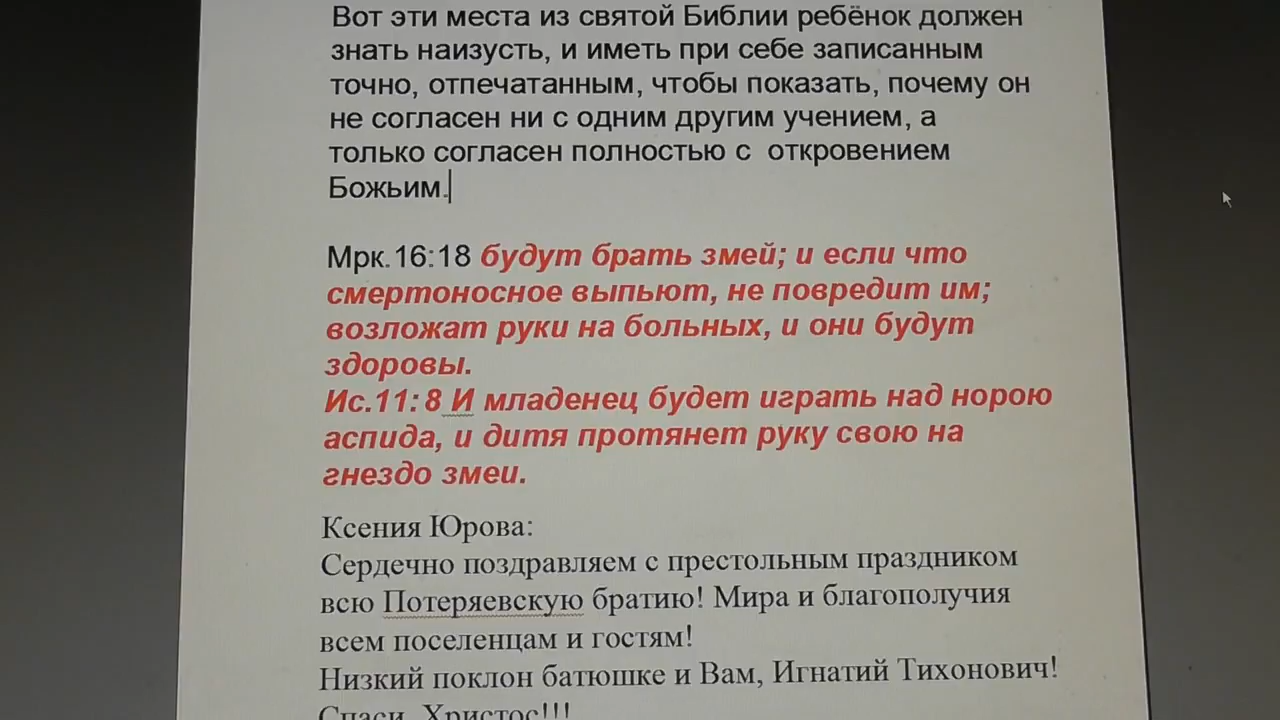 Вот эти места из святой Библии ребёнок должен
знать наизусть, и иметь при себе записанным
точно, отпечатанным, чтобы показать, почему он
не согласен ни с одним другим учением, а
только согласен полностью с откровением
Божьим.
Мрк.16:18 будут брать змей; и если что
смертоносное выпьют, не повредит им;
возложат руки на больных, и они будут
здоровы.
Ис.11:8 И младенец будет играть над норою
аспида, и дитя протянет руку свою на
гнездо змеи.
Ксения Юрова:
Сердечно поздравляем с престольным праздником
всю Потеряевскую братию! Мира и благополучия
всем поселенцам и гостям!
Низкий поклон батюшке и Вам, Игнатий Тихонович!
Спаси, Христос!!!